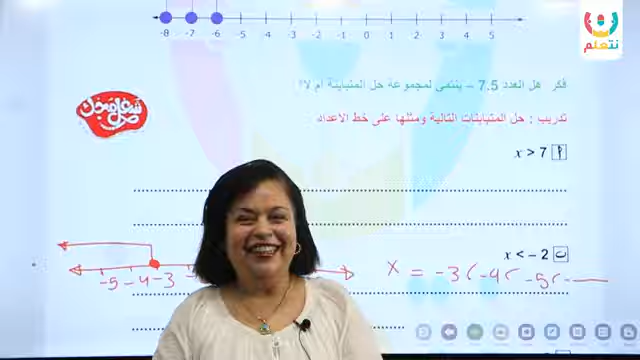 -8 -7 -6 -5 -4 -3 -2 -1 0 1 2 3 4 5
نتعلم
فكر هل العدد 7.5 – ينتمى لمجموعة حل المتباينة أم لا؟
شغل مخك
تدريب : حل المتباينات التالية ومثلها على خط الاعداد
أ x > 7
ب x < – 2
x = -3 ( -4 ( -5 (
-5 -4 -3